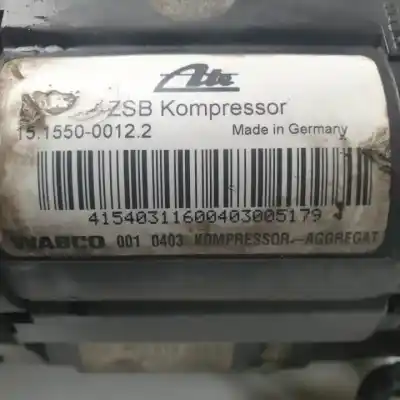 Ate
ZSB Kompressor
15.1550-0012.2 Made in Germany
41540311600403005179
WABCO 001 0403 KOMPRESSOR-AGGREGAT